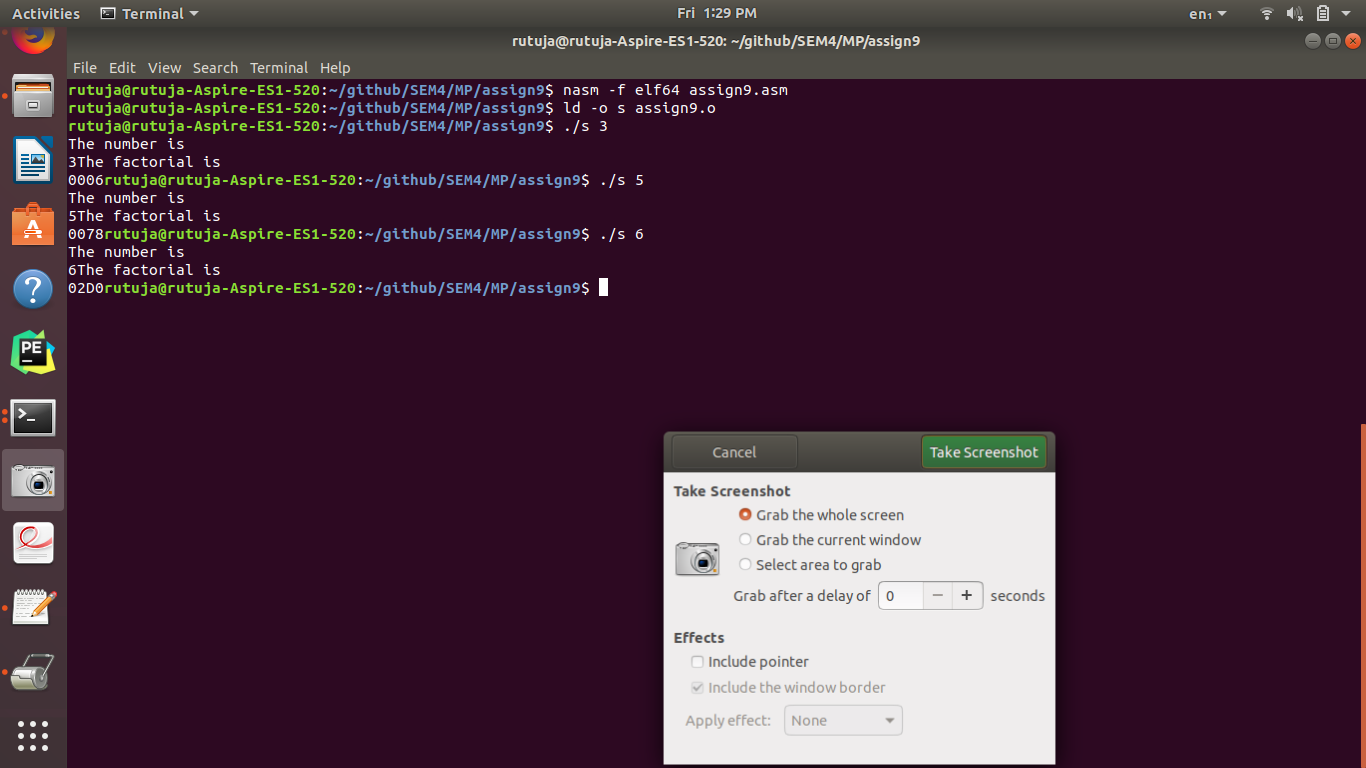 Activities Terminal Fri 1:29 PM en₁
rutuja@rutuja-Aspire-ES1-520: ~/github/SEM4/MP/assign9
File Edit View Search Terminal Help
rutuja@rutuja-Aspire-ES1-520:~/github/SEM4/MP/assign9$ nasm -f elf64 assign9.asm
rutuja@rutuja-Aspire-ES1-520:~/github/SEM4/MP/assign9$ ld -o s assign9.o
rutuja@rutuja-Aspire-ES1-520:~/github/SEM4/MP/assign9$ ./s 3
The number is
3The factorial is
0006rutuja@rutuja-Aspire-ES1-520:~/github/SEM4/MP/assign9$ ./s 5
The number is
5The factorial is
0078rutuja@rutuja-Aspire-ES1-520:~/github/SEM4/MP/assign9$ ./s 6
The number is
6The factorial is
02D0rutuja@rutuja-Aspire-ES1-520:~/github/SEM4/MP/assign9$
PE
Cancel Take Screenshot
Take Screenshot
Grab the whole screen
Grab the current window
Select area to grab
Grab after a delay of 0 − + seconds
Effects
Include pointer
Include the window border
Apply effect: None